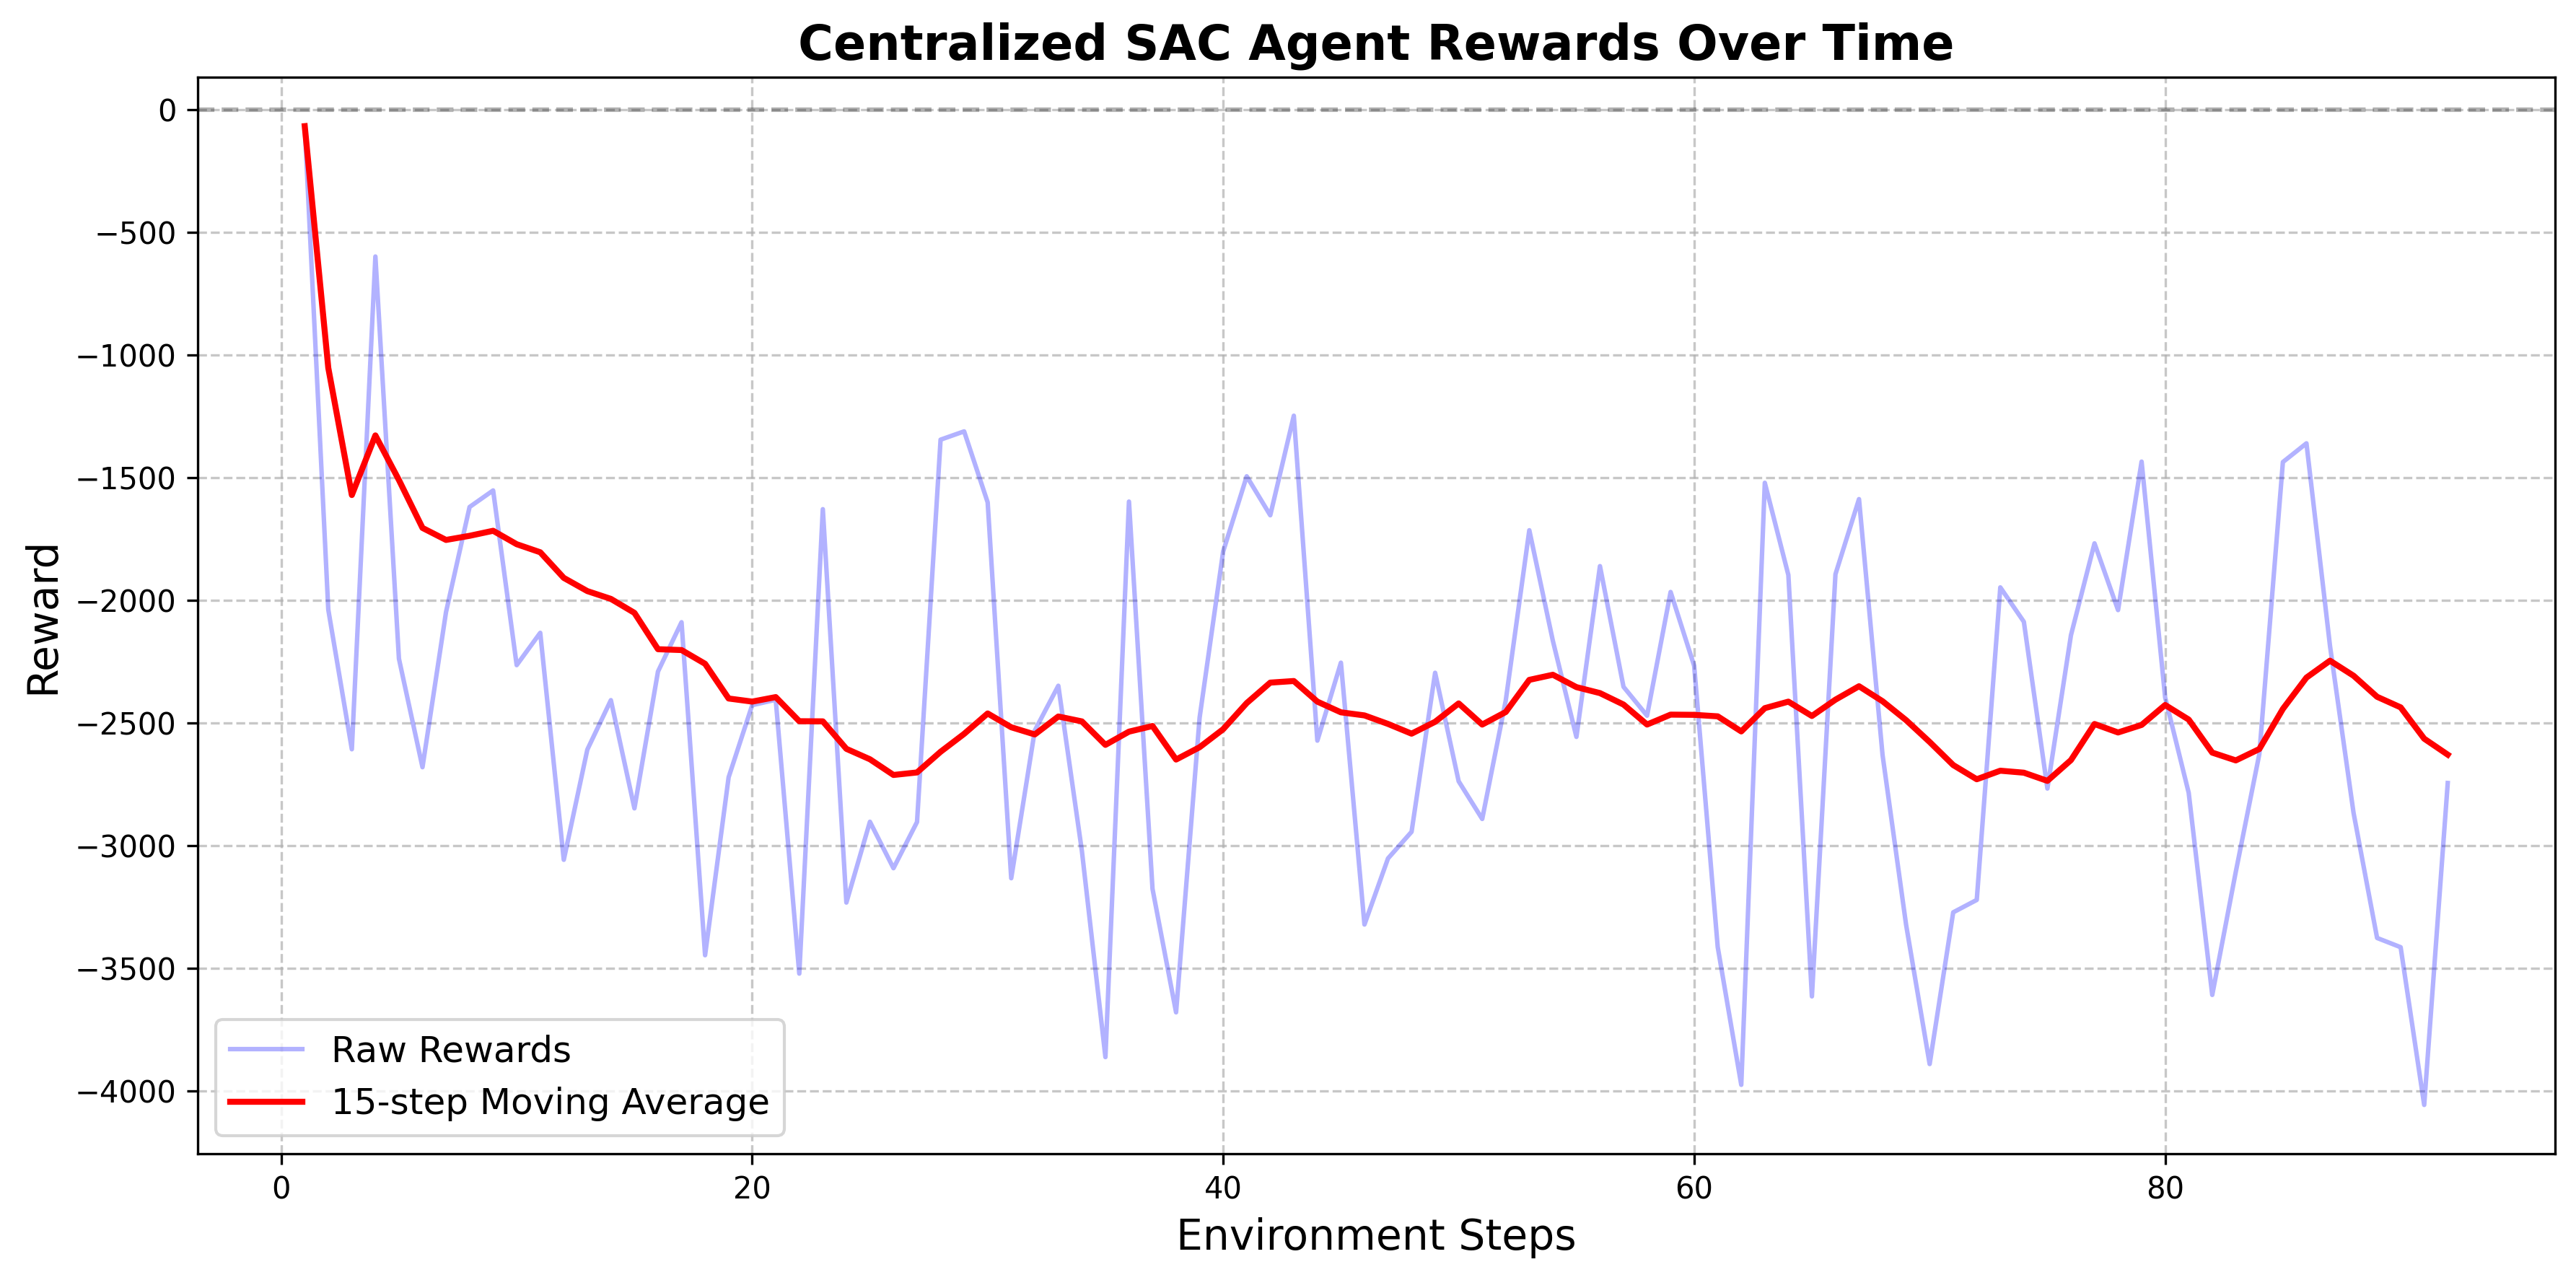 Centralized SAC Agent Rewards Over Time
0
−500
−1000
−1500
−2000
−2500
−3000
−3500
−4000
Reward
Raw Rewards
15-step Moving Average
0 20 40 60 80
Environment Steps